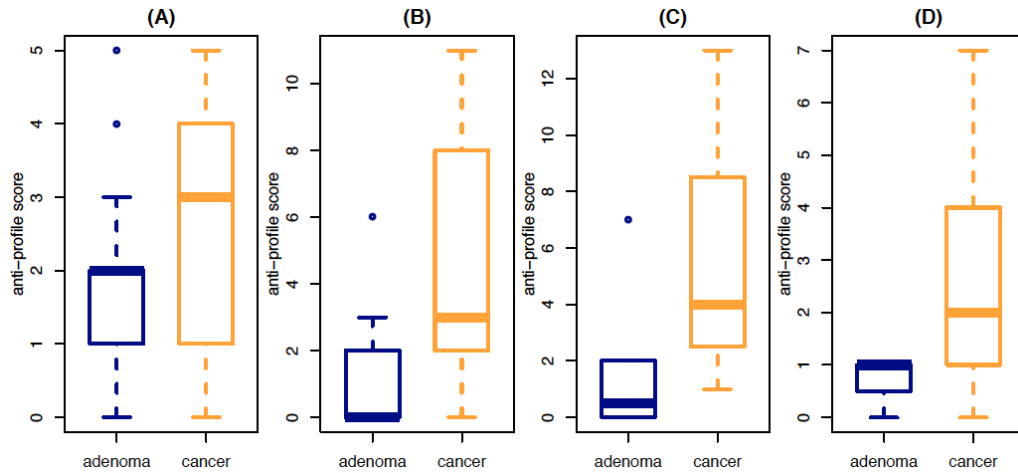 (A)
anti−profile score
0 1 2 3 4 5
adenoma cancer
(B)
anti−profile score
0 2 4 6 8 10
adenoma cancer
(C)
anti−profile score
0 2 4 6 8 10 12
adenoma cancer
(D)
anti−profile score
0 1 2 3 4 5 6 7
adenoma cancer